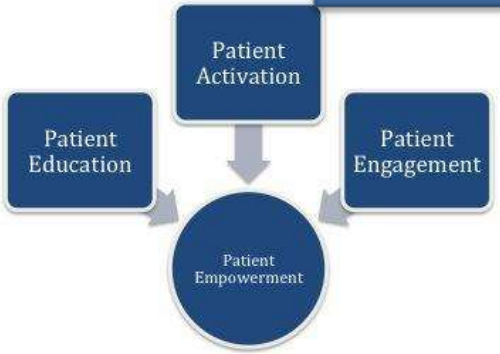 Patient
Activation
Patient
Education
Patient
Engagement
Patient
Empowerment